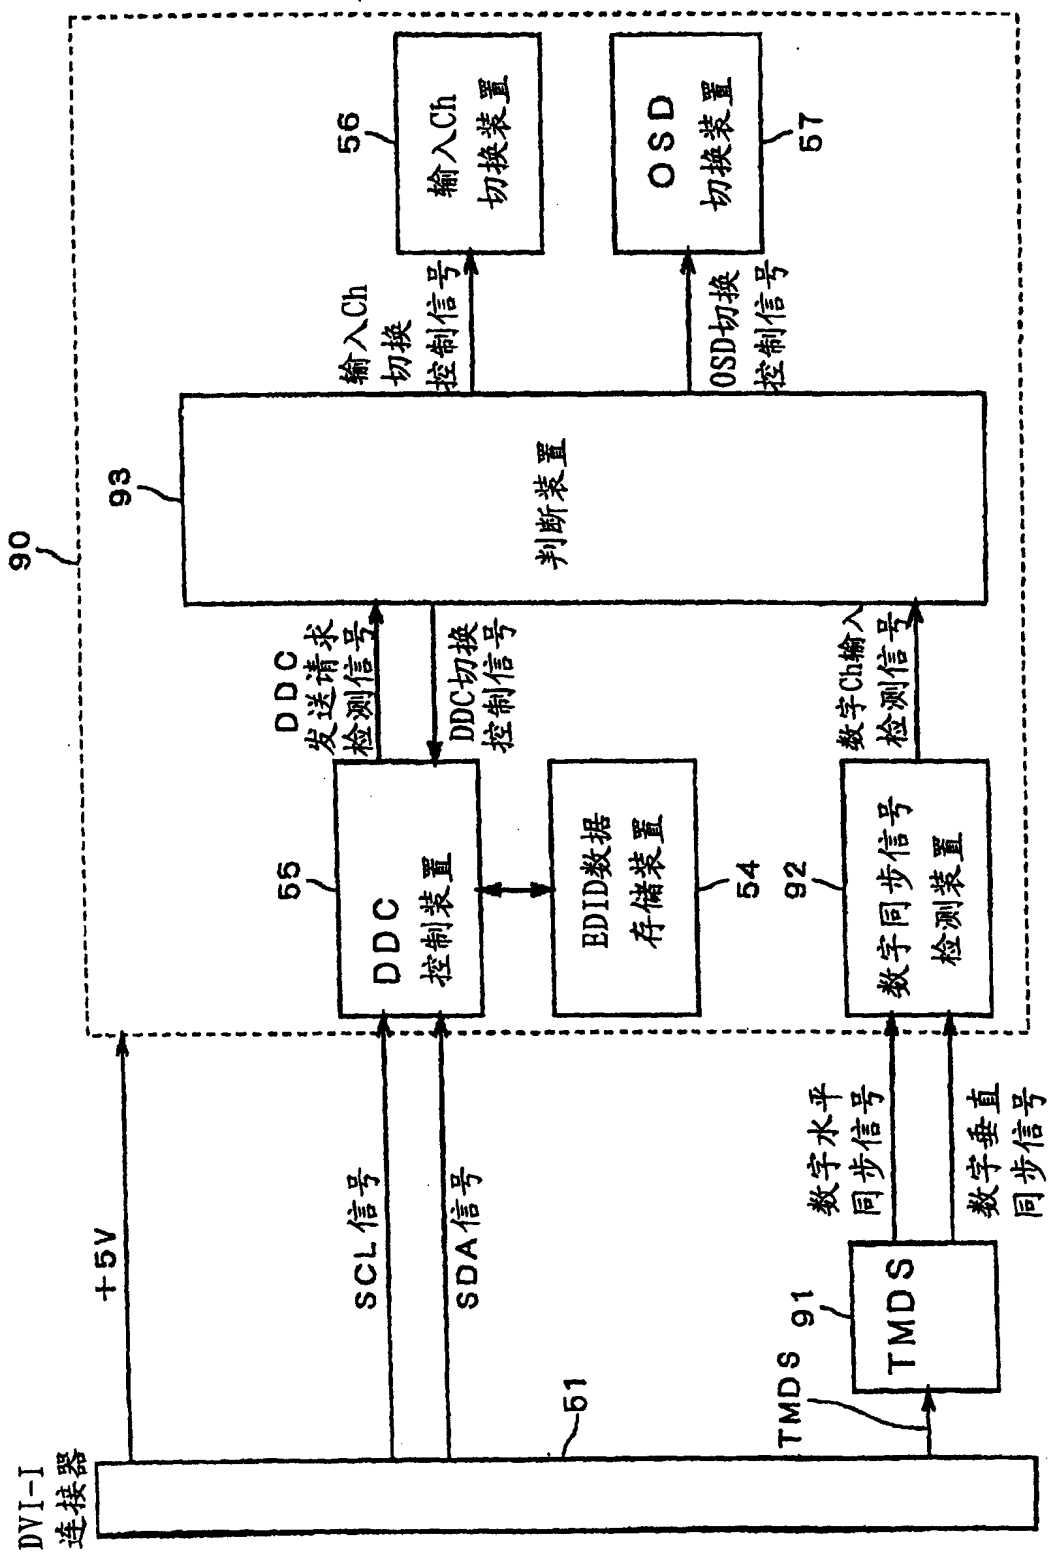 DVI-I
连接器
51
+5V
SCL信号
SDA信号
TMDS
91
TMDS
数字水平
同步信号
数字垂直
同步信号
90
55
DDC
控制装置
EDID数据
存储装置
54
92
数字同步信号
检测装置
DDC
发送请求
检测信号
DDC切换
控制信号
数字Ch输入
检测信号
93
判断装置
输入Ch
切换
控制信号
OSD切换
控制信号
56
输入Ch
切换装置
OSD
切换装置
57